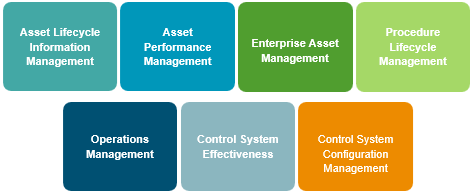 Asset Lifecycle
Information
Management
Asset
Performance
Management
Enterprise Asset
Management
Procedure
Lifecycle
Management
Operations
Management
Control System
Effectiveness
Control System
Configuration
Management